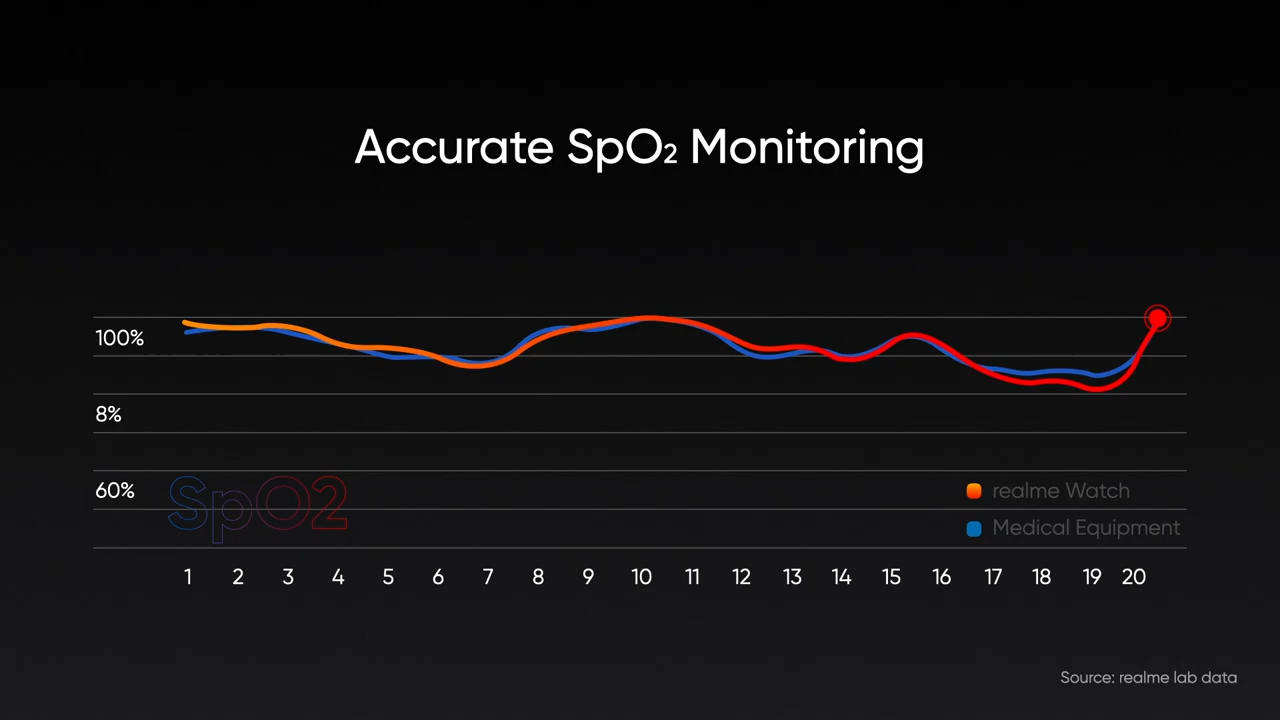 Accurate SpO₂ Monitoring
100%
8%
60%
SpO2
realme Watch
Medical Equipment
1 2 3 4 5 6 7 8 9 10 11 12 13 14 15 16 17 18 19 20
Source: realme lab data